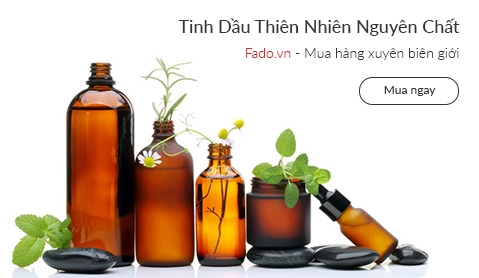 Tinh Dầu Thiên Nhiên Nguyên Chất
Fado.vn - Mua hàng xuyên biên giới
Mua ngay